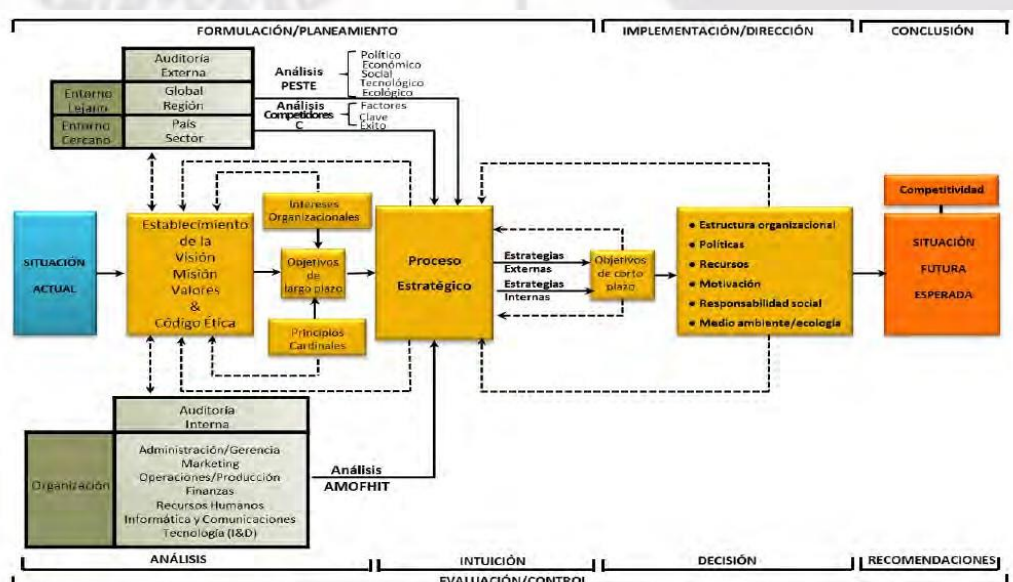 FORMULACIÓN/PLANEAMIENTO
IMPLEMENTACIÓN/DIRECCIÓN
CONCLUSIÓN
Auditoría
Externa
Entorno
Lejano
Global
Región
Entorno
Cercano
País
Sector
Análisis
PESTE
Político
Económico
Social
Tecnológico
Ecológico
Análisis
Competidores
C
Factores
Clave
Éxito
SITUACIÓN
ACTUAL
Establecimiento
de la
Visión
Misión
Valores
&
Código Ética
Intereses
Organizacionales
Objetivos
de
largo plazo
Principios
Cardinales
Proceso
Estratégico
Estrategias
Externas
Estrategias
Internas
Objetivos
de corto
plazo
• Estructura organizacional
• Políticas
• Recursos
• Motivación
• Responsabilidad social
• Medio ambiente/ecología
Competitividad
SITUACIÓN
FUTURA
ESPERADA
Auditoría
Interna
Organización
Administración/Gerencia
Marketing
Operaciones/Producción
Finanzas
Recursos Humanos
Informática y Comunicaciones
Tecnología (I&D)
Análisis
AMOFHIT
ANÁLISIS
INTUICIÓN
DECISIÓN
RECOMENDACIONES
EVALUACIÓN/CONTROL